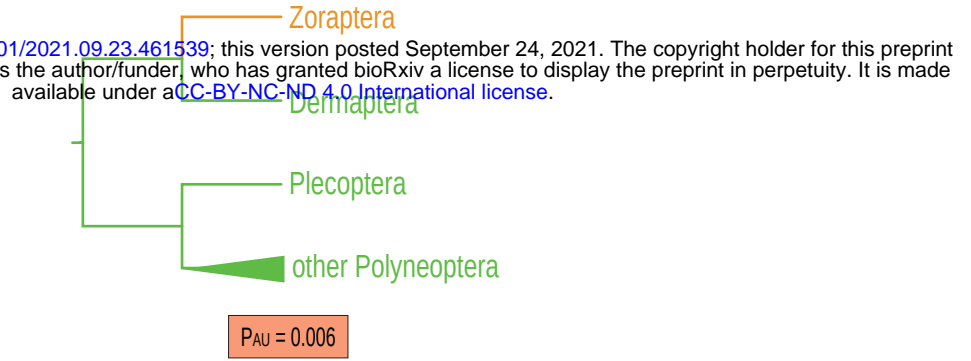 Zoraptera
01/2021.09.23.461539; this version posted September 24, 2021. The copyright holder for this preprint
s the author/funder, who has granted bioRxiv a license to display the preprint in perpetuity. It is made
available under aCC-BY-NC-ND 4.0 International license.
Dermaptera
Plecoptera
other Polyneoptera
PAU = 0.006